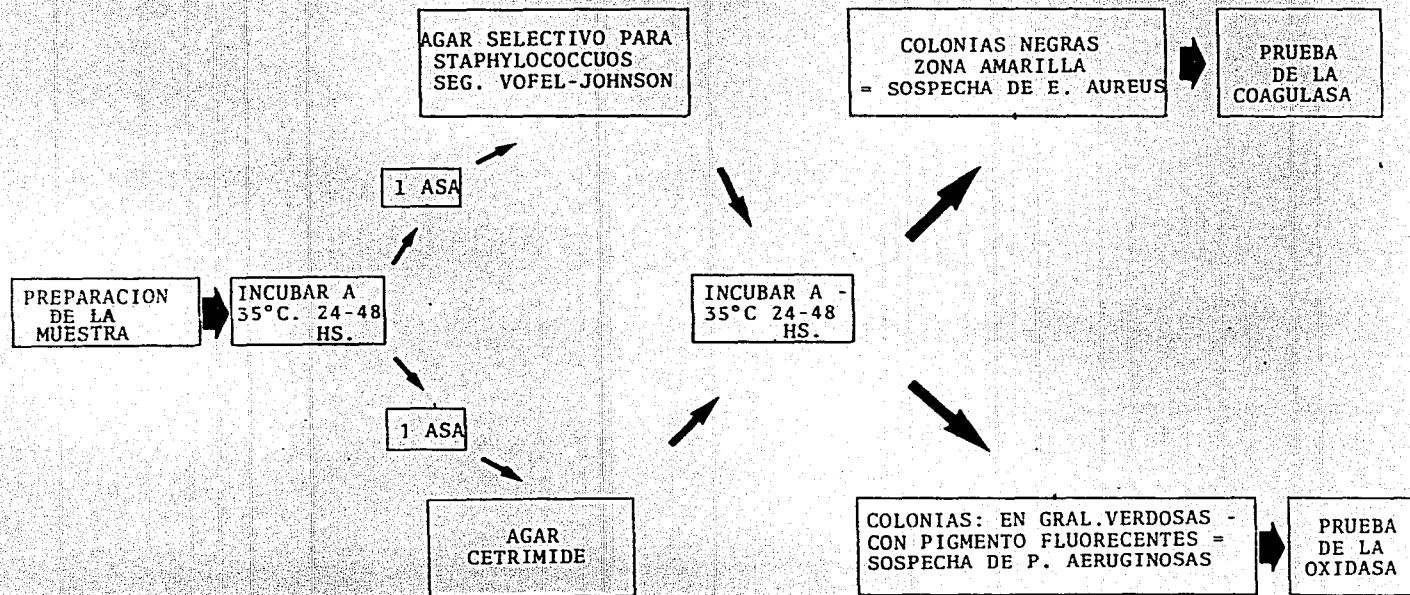 AGAR SELECTIVO PARA
STAPHYLOCOCCUOS
SEG. VOFEL-JOHNSON
COLONIAS NEGRAS
ZONA AMARILLA
= SOSPECHA DE E. AUREUS
PRUEBA
DE LA
COAGULASA
1 ASA
PREPARACION
DE LA
MUESTRA
INCUBAR A
35°C. 24-48
HS.
INCUBAR A -
35°C 24-48
HS.
1 ASA
AGAR
CETRIMIDE
COLONIAS: EN GRAL.VERDOSAS -
CON PIGMENTO FLUORECENTES =
SOSPECHA DE P. AERUGINOSAS
PRUEBA
DE LA
OXIDASA